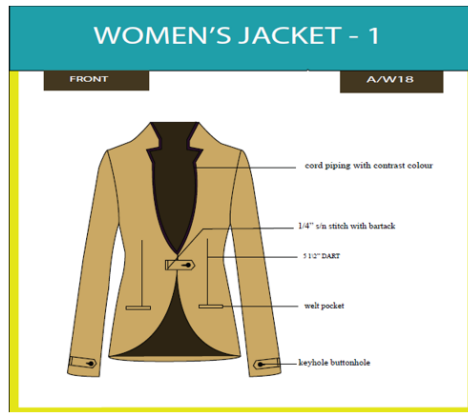 WOMEN'S JACKET - 1
FRONT
A/W18
cord piping with contrast colour
1/4" s/n stitch with bartack
5 1/2" DART
welt pocket
keyhole buttonhole